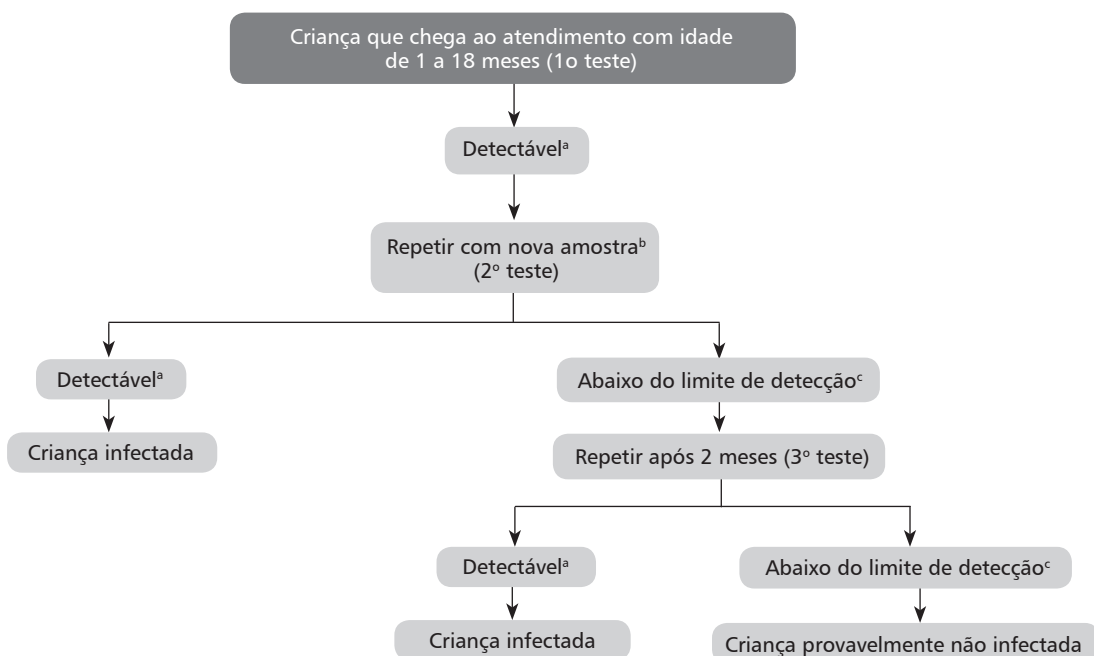 Criança que chega ao atendimento com idade
de 1 a 18 meses (1o teste)
Detectávelᵃ
Repetir com nova amostraᵇ
(2º teste)
Detectávelᵃ
Abaixo do limite de detecçãoᶜ
Criança infectada
Repetir após 2 meses (3º teste)
Detectávelᵃ
Abaixo do limite de detecçãoᶜ
Criança infectada
Criança provavelmente não infectada